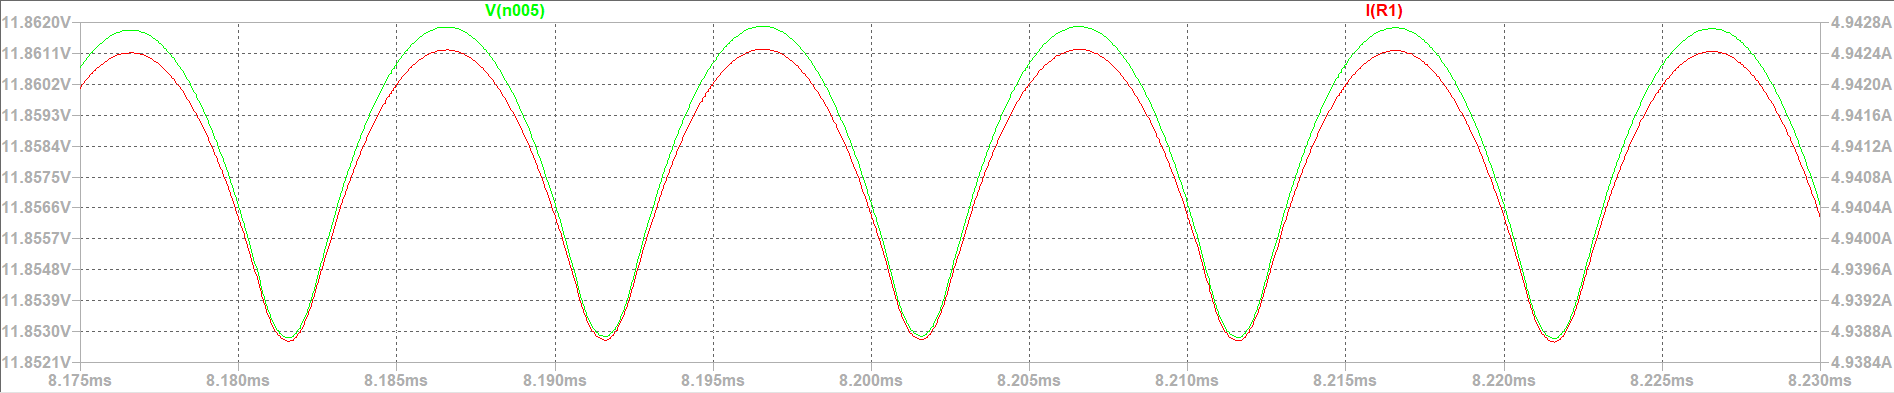 V(n005) I(R1)
11.8620V 4.9428A
11.8611V 4.9424A
11.8602V 4.9420A
11.8593V 4.9416A
11.8584V 4.9412A
11.8575V 4.9408A
11.8566V 4.9404A
11.8557V 4.9400A
11.8548V 4.9396A
11.8539V 4.9392A
11.8530V 4.9388A
11.8521V 4.9384A
8.175ms 8.180ms 8.185ms 8.190ms 8.195ms 8.200ms 8.205ms 8.210ms 8.215ms 8.220ms 8.225ms 8.230ms